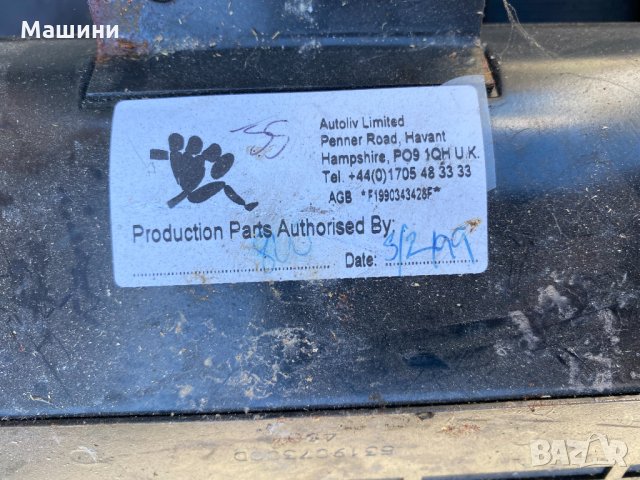 Машини
Autoliv Limited
Penner Road, Havant
Hampshire, PO9 1QH U.K.
Tel. +44(0)1705 48 33 33
AGB *F1990343428F*
Production Parts Authorised By:
Date: 3/2/99
BAZAR